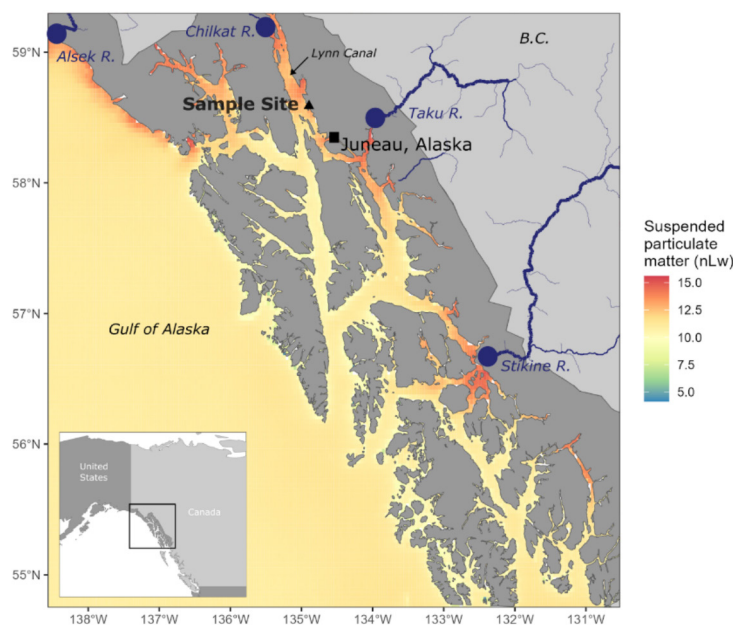 59°N
58°N
57°N
56°N
55°N
Chilkat R.
B.C.
Alsek R.
Lynn Canal
Sample Site
Taku R.
Juneau, Alaska
Gulf of Alaska
Stikine R.
United
States
Canada
138°W 137°W 136°W 135°W 134°W 133°W 132°W 131°W
Suspended
particulate
matter (nLw)
15.0
12.5
10.0
7.5
5.0